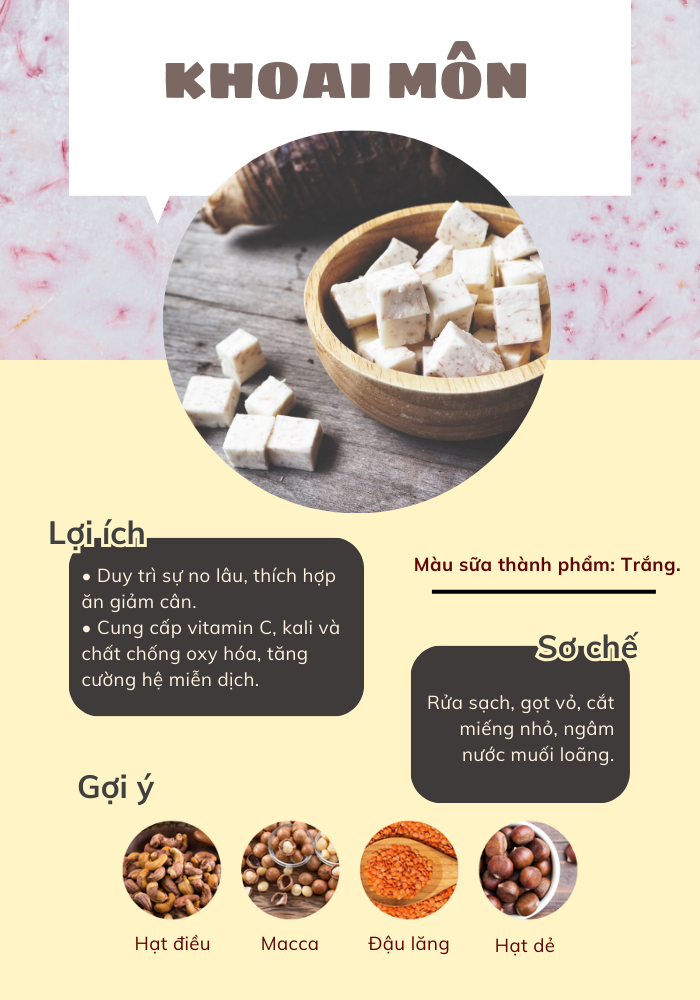 KHOAI MÔN
Lợi ích
• Duy trì sự no lâu, thích hợp
ăn giảm cân.
• Cung cấp vitamin C, kali và
chất chống oxy hóa, tăng
cường hệ miễn dịch.
Màu sữa thành phẩm: Trắng.
Sơ chế
Rửa sạch, gọt vỏ, cắt
miếng nhỏ, ngâm
nước muối loãng.
Gợi ý
Hạt điều
Macca
Đậu lăng
Hạt dẻ